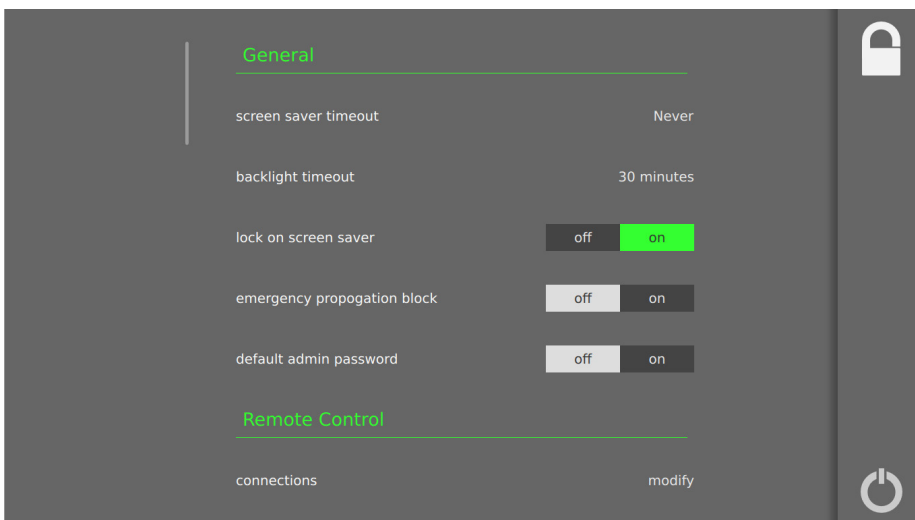 General
screen saver timeout Never
backlight timeout 30 minutes
lock on screen saver off on
emergency propogation block off on
default admin password off on
Remote Control
connections modify